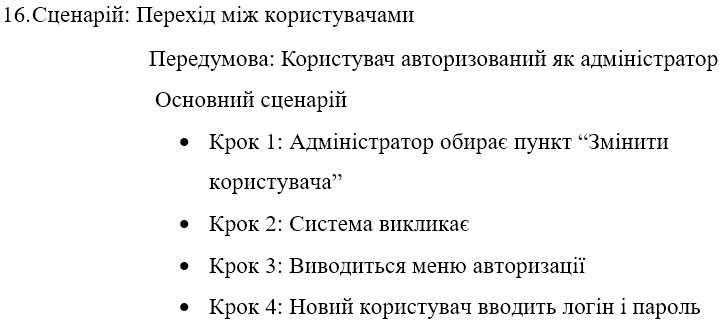 16.Сценарій: Перехід між користувачами
Передумова: Користувач авторизований як адміністратор
Основний сценарій
• Крок 1: Адміністратор обирає пункт “Змінити
користувача”
• Крок 2: Система викликає
• Крок 3: Виводиться меню авторизації
• Крок 4: Новий користувач вводить логін і пароль